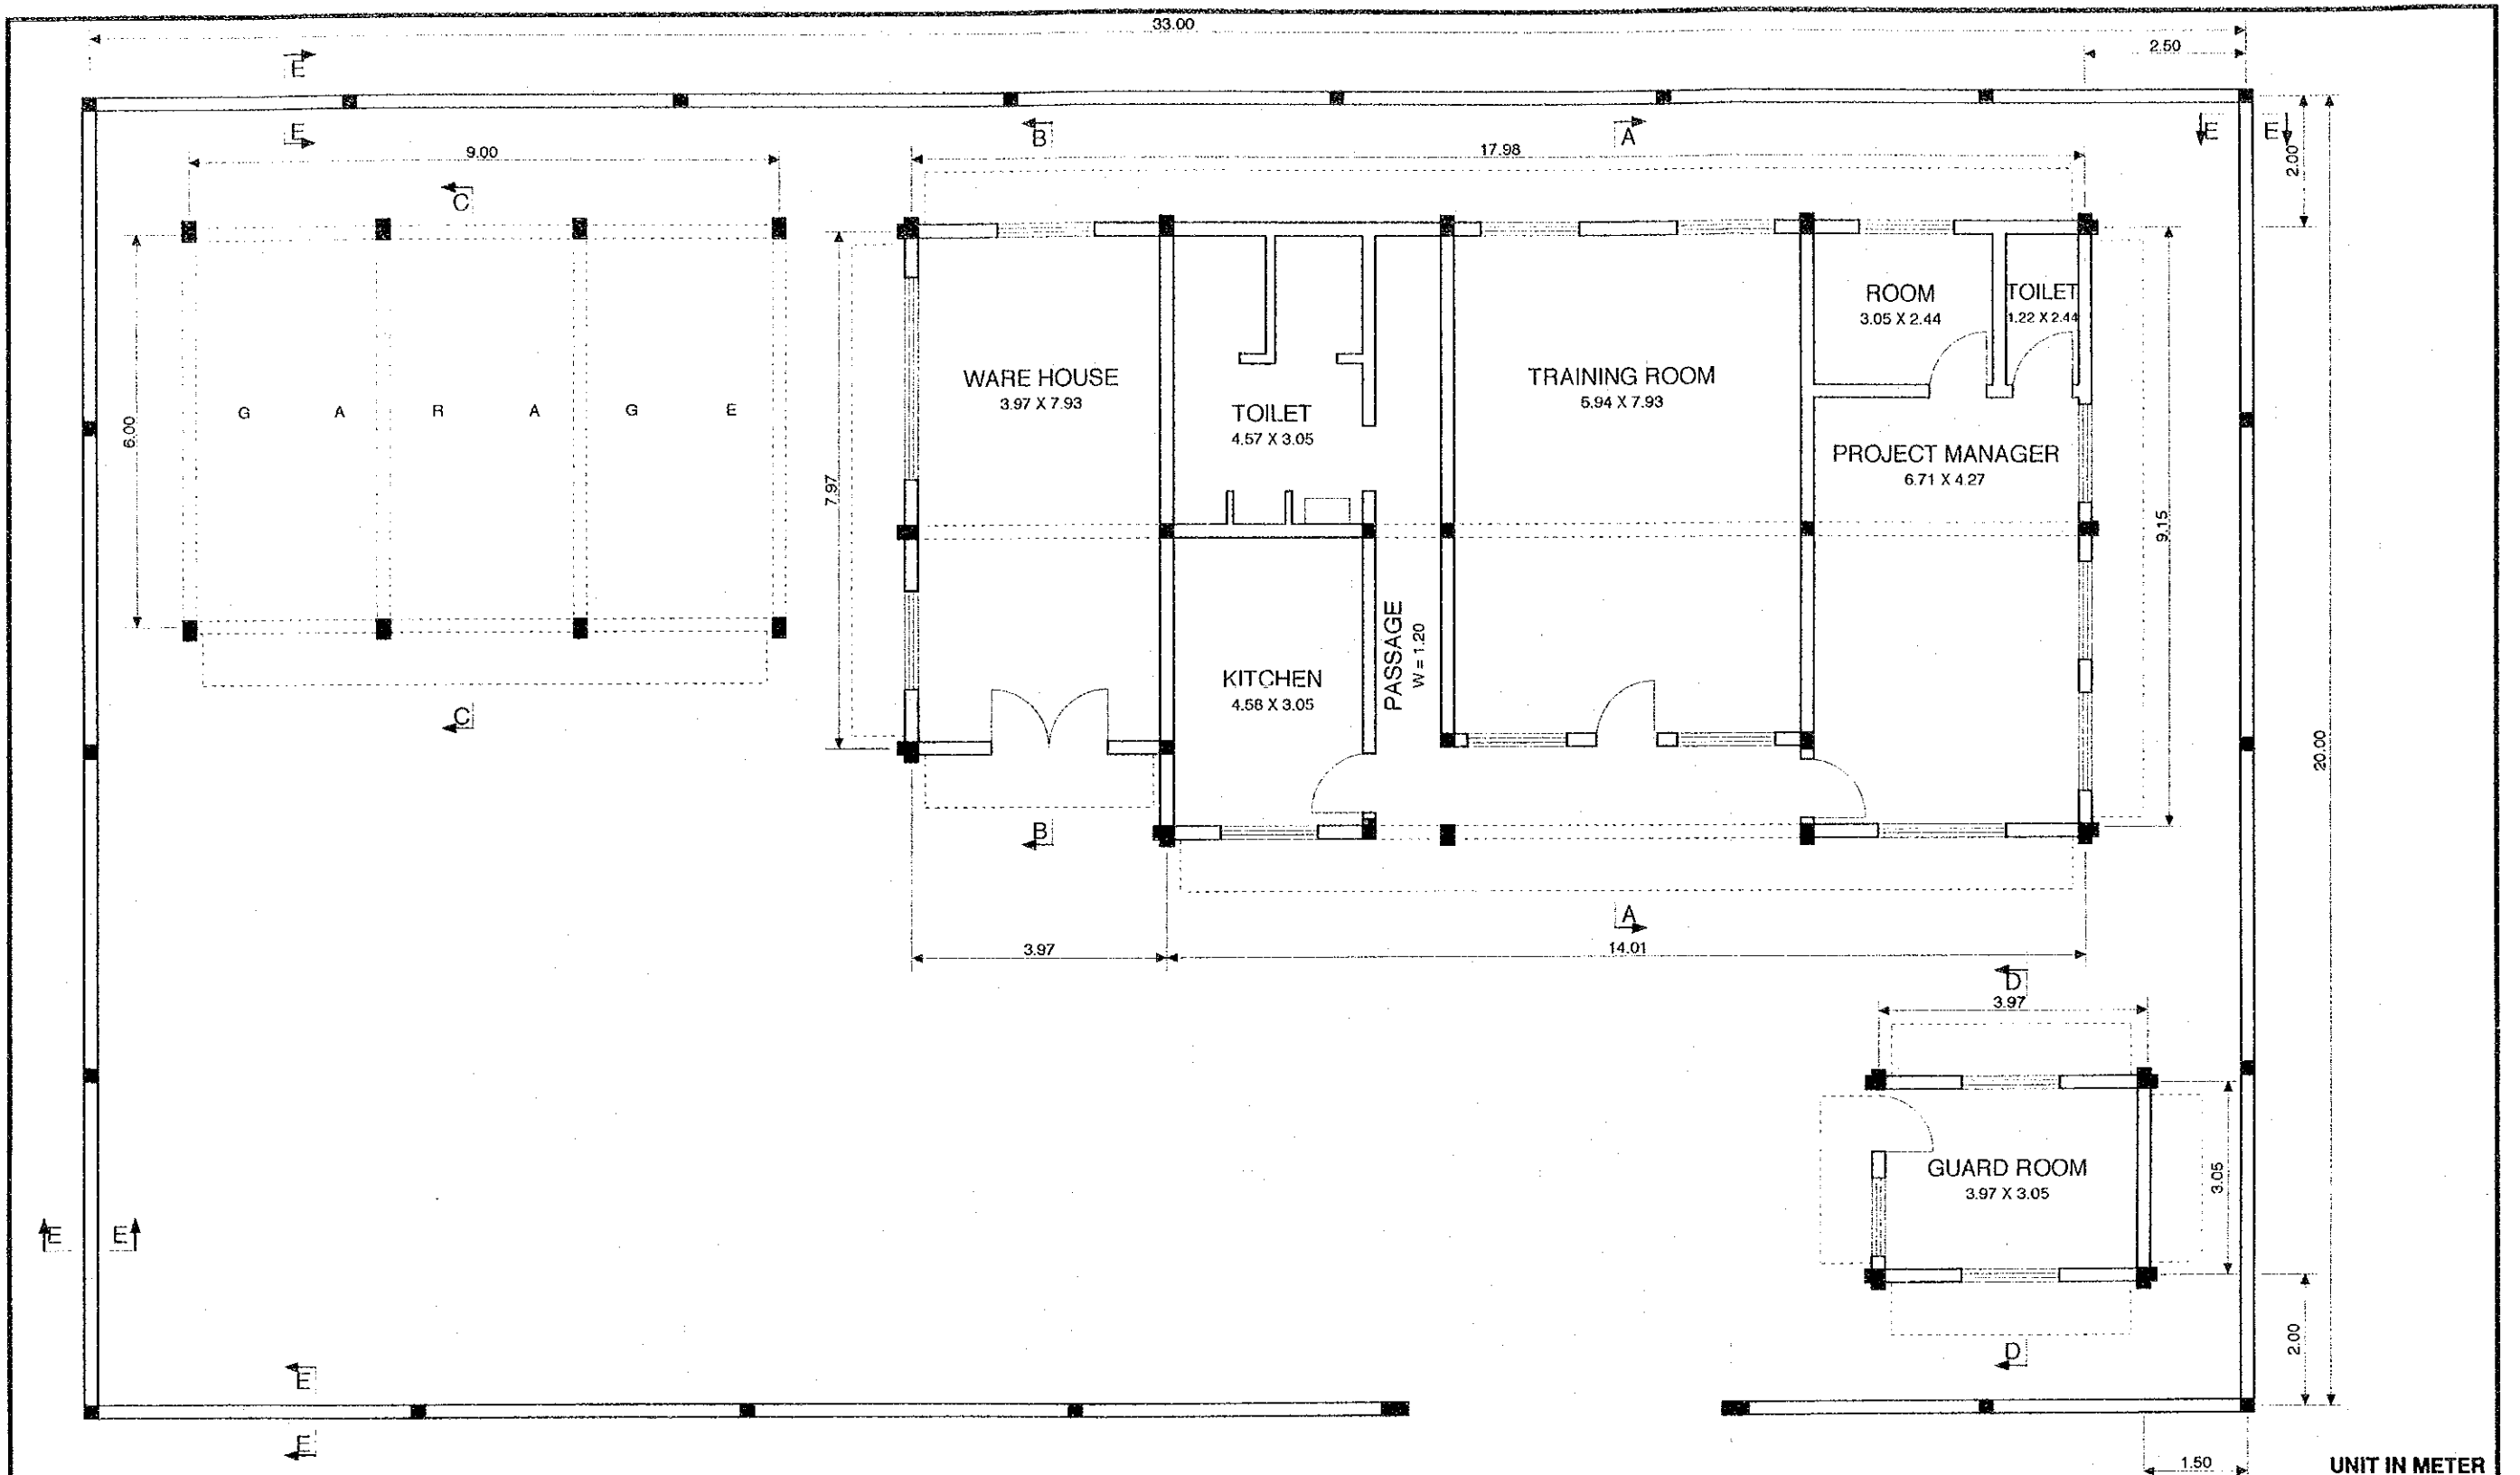 33.00
2.50
E
E
B
A
E
E
9.00
17.98
2.00
C
ROOM
3.05 X 2.44
TOILET
1.22 X 2.44
WARE HOUSE
3.97 X 7.93
TRAINING ROOM
5.94 X 7.93
G A R A G E
TOILET
4.57 X 3.05
6.00
PROJECT MANAGER
6.71 X 4.27
7.97
9.15
KITCHEN
4.58 X 3.05
PASSAGE
W = 1.20
C
20.00
B
A
3.97
14.01
D
3.97
GUARD ROOM
3.97 X 3.05
3.05
E
E
2.00
E
D
E
1.50
UNIT IN METER